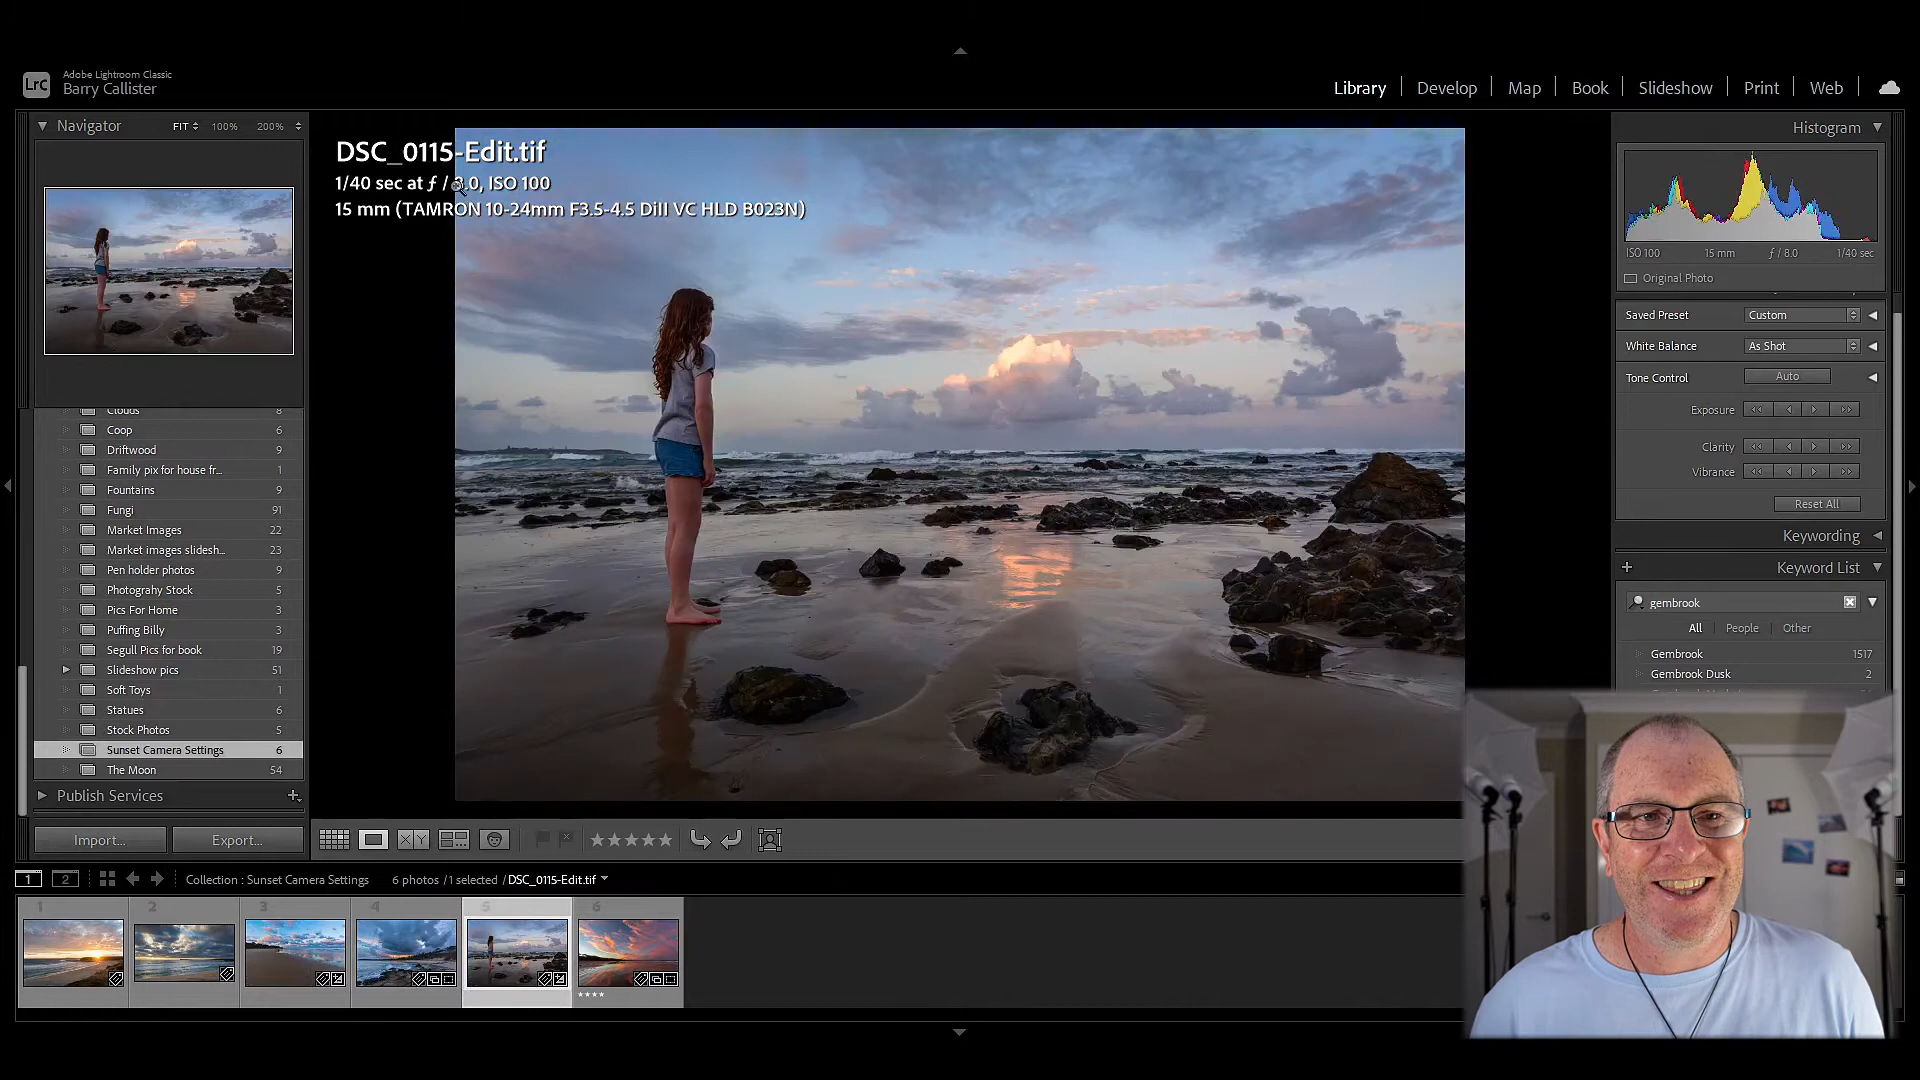 LrC
Adobe Lightroom Classic
Barry Callister
Library
Develop
Map
Book
Slideshow
Print
Web
Navigator
FIT
100%
200%
Clouds 8
Coop 6
Driftwood 9
Family pix for house fr... 1
Fountains 9
Fungi 91
Market Images 22
Market images slidesh... 23
Pen holder photos 9
Photograhy Stock 5
Pics For Home 3
Puffing Billy 3
Segull Pics for book 19
Slideshow pics 51
Soft Toys 1
Statues 6
Stock Photos 5
Sunset Camera Settings 6
The Moon 54
Publish Services
Import...
Export...
DSC_0115-Edit.tif
1/40 sec at ƒ / 8.0, ISO 100
15 mm (TAMRON 10-24mm F3.5-4.5 DiII VC HLD B023N)
Histogram
ISO 100
15 mm
ƒ / 8.0
1/40 sec
Original Photo
Saved Preset Custom
White Balance As Shot
Tone Control Auto
Exposure
Clarity
Vibrance
Reset All
Keywording
Keyword List
gembrook
All
People
Other
Gembrook 1517
Gembrook Dusk 2
XY
1
2
Collection : Sunset Camera Settings
6 photos / 1 selected / DSC_0115-Edit.tif
1
2
3
4
5
6